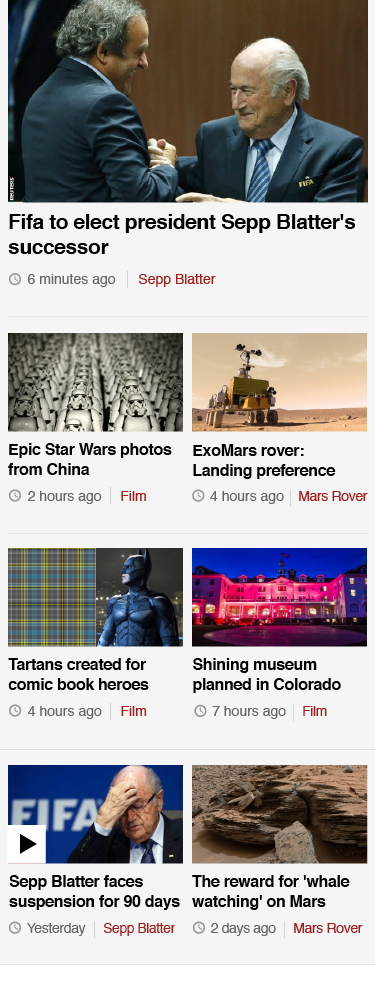 REUTERS
FIFA
Fifa to elect president Sepp Blatter's
successor
6 minutes ago
Sepp Blatter
Epic Star Wars photos
from China
2 hours ago
Film
ExoMars rover:
Landing preference
4 hours ago
Mars Rover
Tartans created for
comic book heroes
4 hours ago
Film
Shining museum
planned in Colorado
7 hours ago
Film
FIFA
Sepp Blatter faces
suspension for 90 days
Yesterday
Sepp Blatter
The reward for 'whale
watching' on Mars
2 days ago
Mars Rover